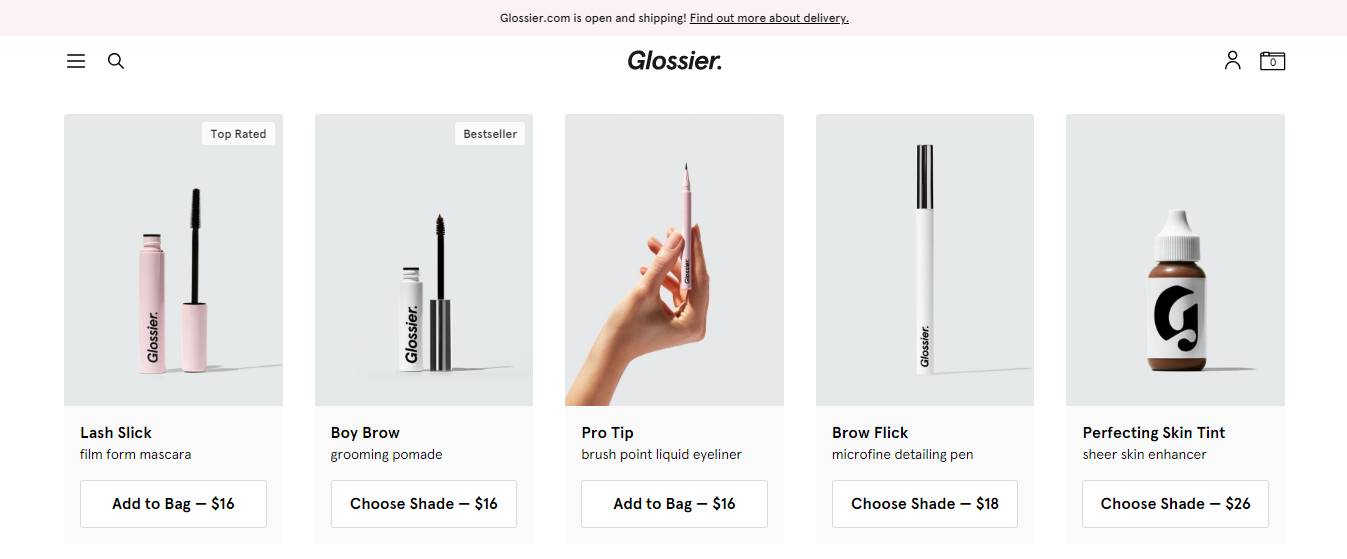 Glossier.com is open and shipping! Find out more about delivery.
Glossier.
0
Top Rated
Bestseller
Glossier.
Glossier.
Glossier.
Glossier.
G
Lash Slick
film form mascara
Add to Bag — $16
Boy Brow
grooming pomade
Choose Shade — $16
Pro Tip
brush point liquid eyeliner
Add to Bag — $16
Brow Flick
microfine detailing pen
Choose Shade — $18
Perfecting Skin Tint
sheer skin enhancer
Choose Shade — $26